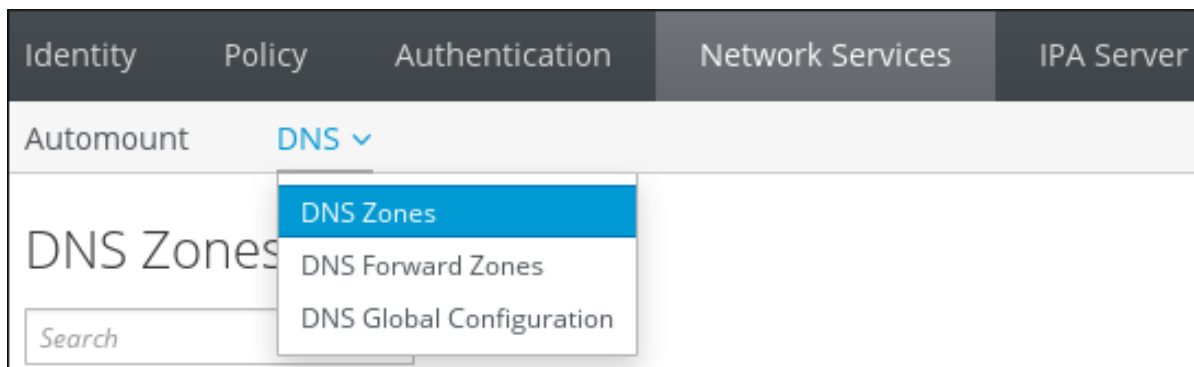 Identity Policy Authentication Network Services IPA Server
Automount DNS
DNS Zones
DNS Zones
DNS Forward Zones
DNS Global Configuration
Search